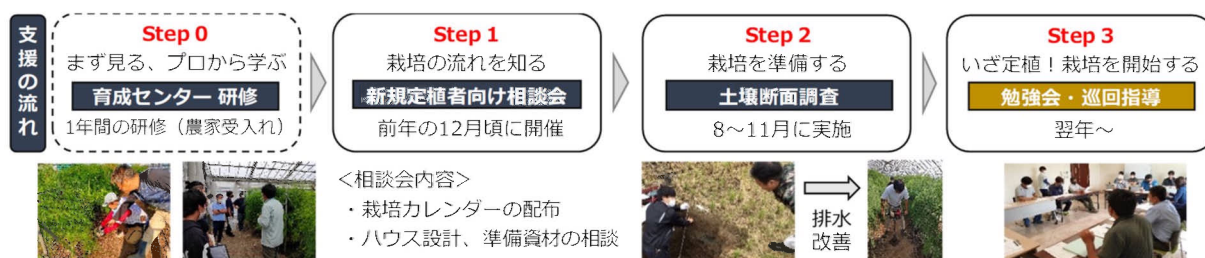 支援の流れ
Step 0
まず見る、プロから学ぶ
育成センター 研修
1年間の研修（農家受入れ）
Step 1
栽培の流れを知る
新規定植者向け相談会
前年の12月頃に開催
＜相談会内容＞
・栽培カレンダーの配布
・ハウス設計、準備資材の相談
Step 2
栽培を準備する
土壌断面調査
8～11月に実施
排水
改善
Step 3
いざ定植！栽培を開始する
勉強会・巡回指導
翌年～